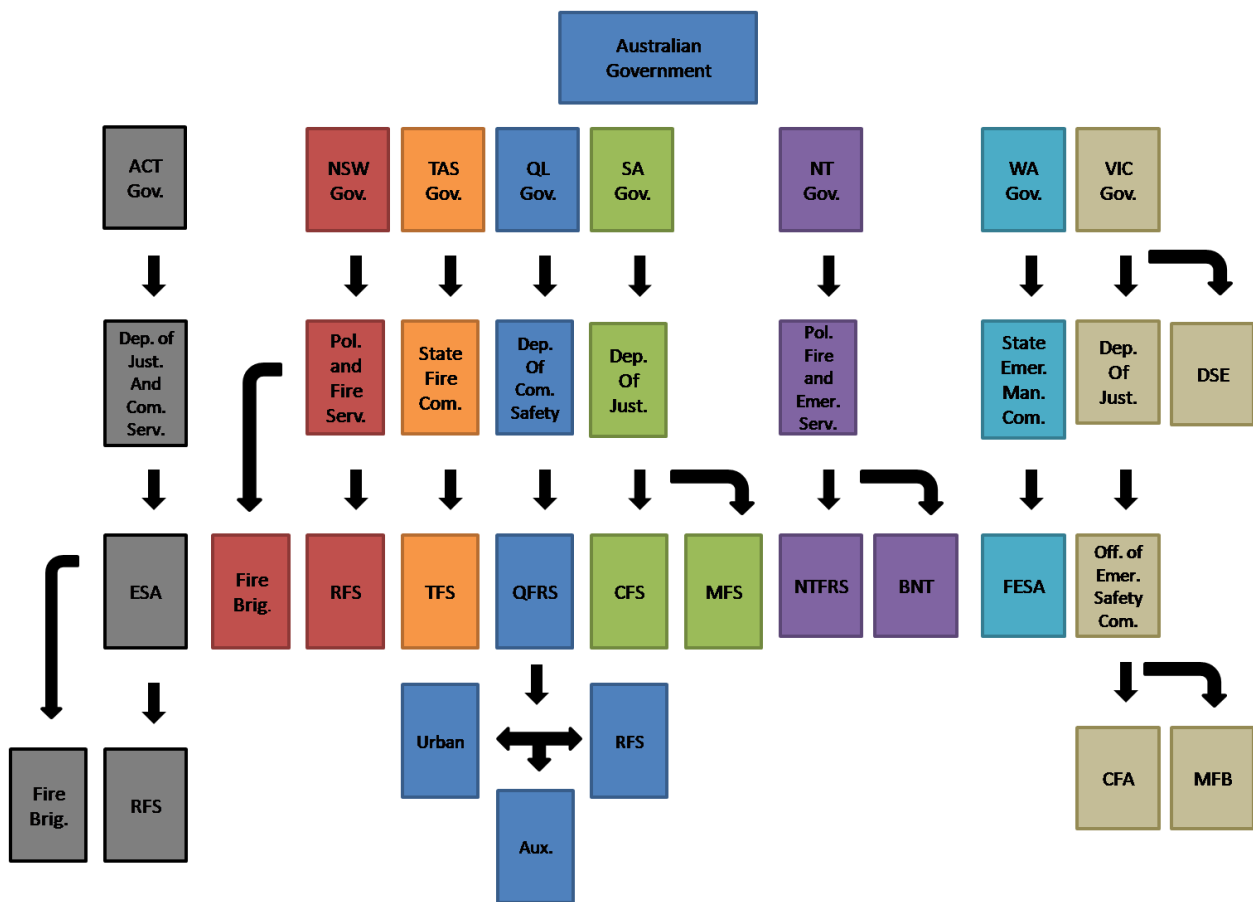 Australian
Government
ACT
Gov.
NSW
Gov.
TAS
Gov.
QL
Gov.
SA
Gov.
NT
Gov.
WA
Gov.
VIC
Gov.
Dep. of
Just.
And
Com.
Serv.
Pol.
and
Fire
Serv.
State
Fire
Com.
Dep.
Of
Com.
Safety
Dep.
Of
Just.
Pol.
Fire
and
Emer.
Serv.
State
Emer.
Man.
Com.
Dep.
Of
Just.
DSE
ESA
Fire
Brig.
RFS
TFS
QFRS
CFS
MFS
NTFRS
BNT
FESA
Off. of
Emer.
Safety
Com.
Fire
Brig.
RFS
Urban
Aux.
RFS
CFA
MFB